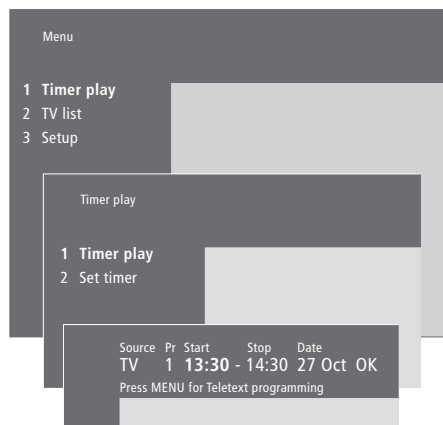 Menu
1 Timer play
2 TV list
3 Setup
Timer play
1 Timer play
2 Set timer
Source Pr Start Stop Date
TV 1 13:30 - 14:30 27 Oct OK
Press MENU for Teletext programming